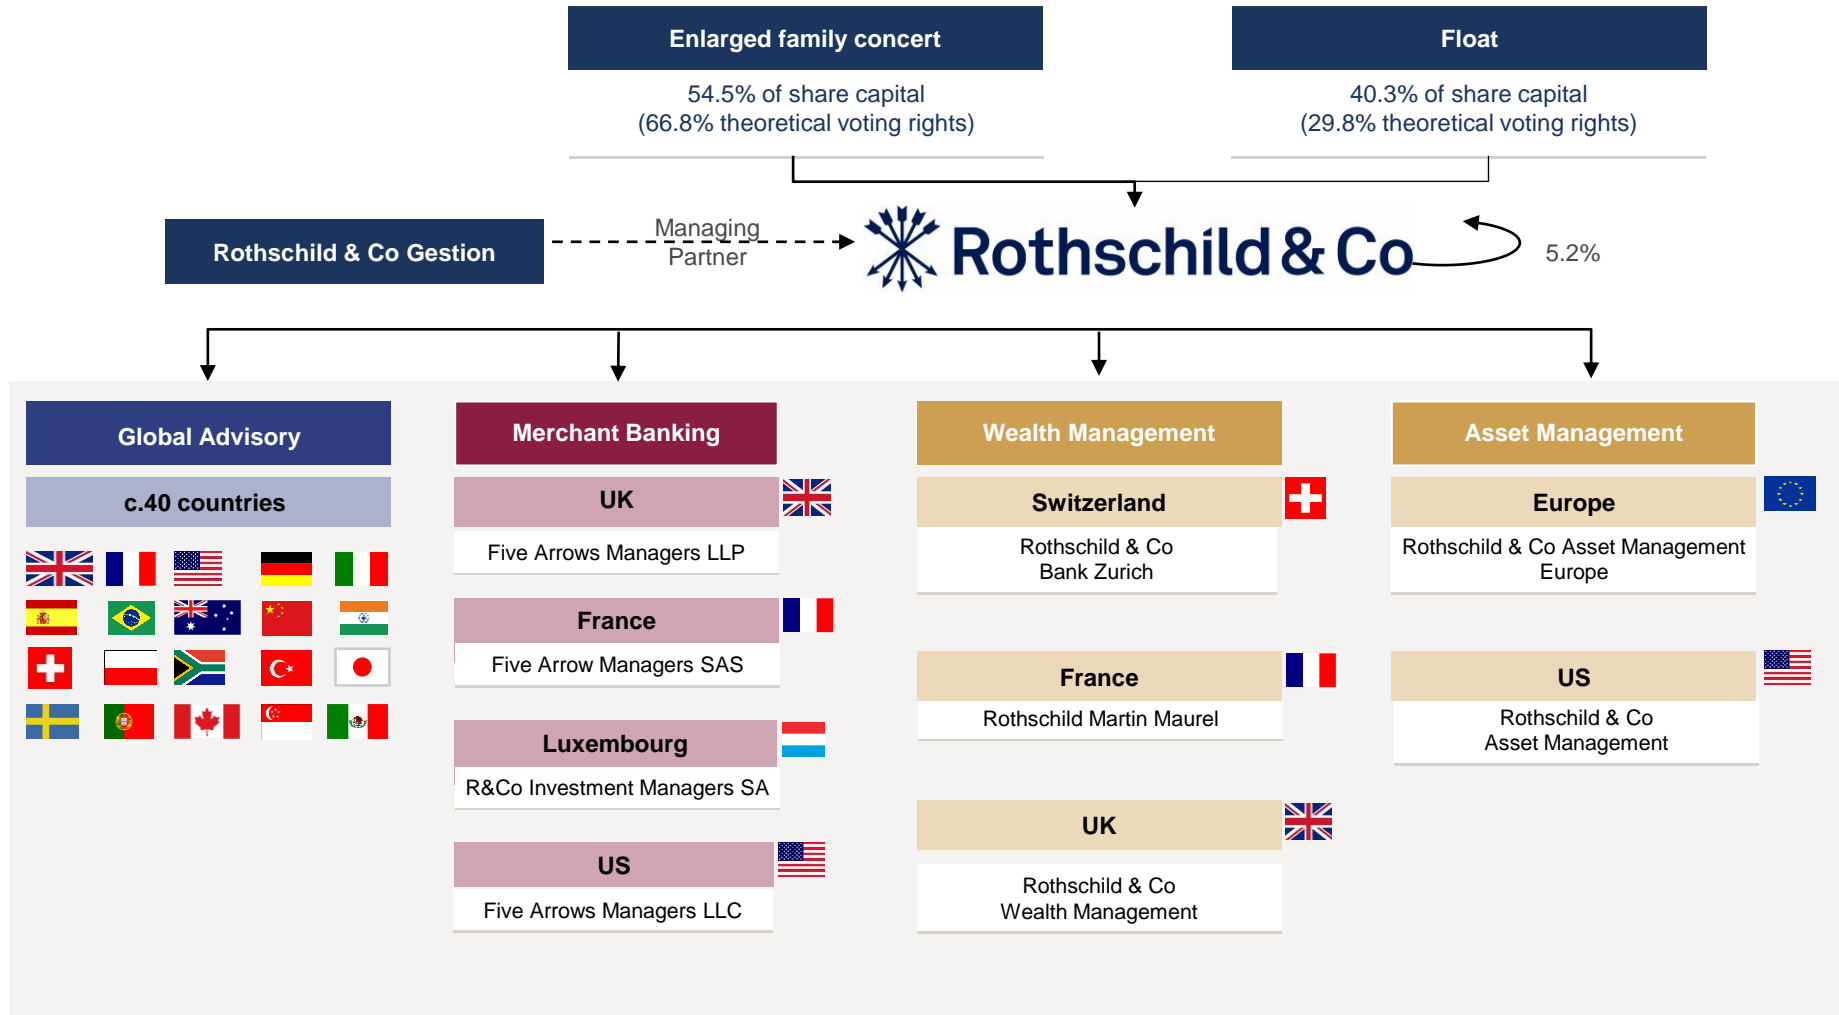 Enlarged family concert
54.5% of share capital
(66.8% theoretical voting rights)
Float
40.3% of share capital
(29.8% theoretical voting rights)
Rothschild & Co Gestion
Managing
Partner
Rothschild & Co
5.2%
Global Advisory
c.40 countries
Merchant Banking
UK
Five Arrows Managers LLP
France
Five Arrow Managers SAS
Luxembourg
R&Co Investment Managers SA
US
Five Arrows Managers LLC
Wealth Management
Switzerland
Rothschild & Co
Bank Zurich
France
Rothschild Martin Maurel
UK
Rothschild & Co
Wealth Management
Asset Management
Europe
Rothschild & Co Asset Management
Europe
US
Rothschild & Co
Asset Management